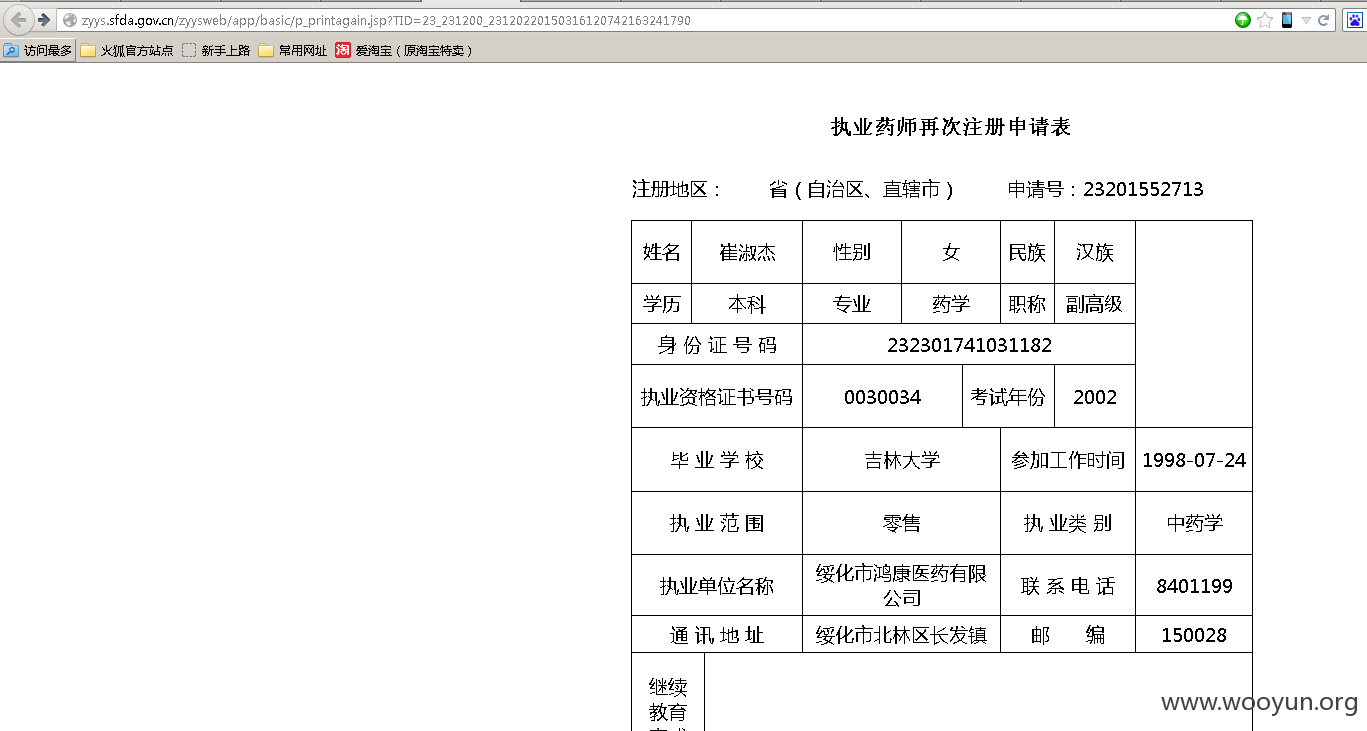 zyys.sfda.gov.cn/zyysweb/app/basic/p_printagain.jsp?TID=23_231200_23120220150316120742163241790
访问最多 火狐官方站点 新手上路 常用网址 淘 爱淘宝（原淘宝特卖）
执业药师再次注册申请表
注册地区： 省（自治区、直辖市） 申请号：23201552713
姓名 崔淑杰 性别 女 民族 汉族
学历 本科 专业 药学 职称 副高级
身 份 证 号 码 232301741031182
执业资格证书号码 0030034 考试年份 2002
毕 业 学 校 吉林大学 参加工作时间 1998-07-24
执 业 范 围 零售 执 业 类 别 中药学
执业单位名称 绥化市鸿康医药有限 联 系 电 话 8401199
公司
通 讯 地 址 绥化市北林区长发镇 邮 编 150028
继续
教育
www.wooyun.org